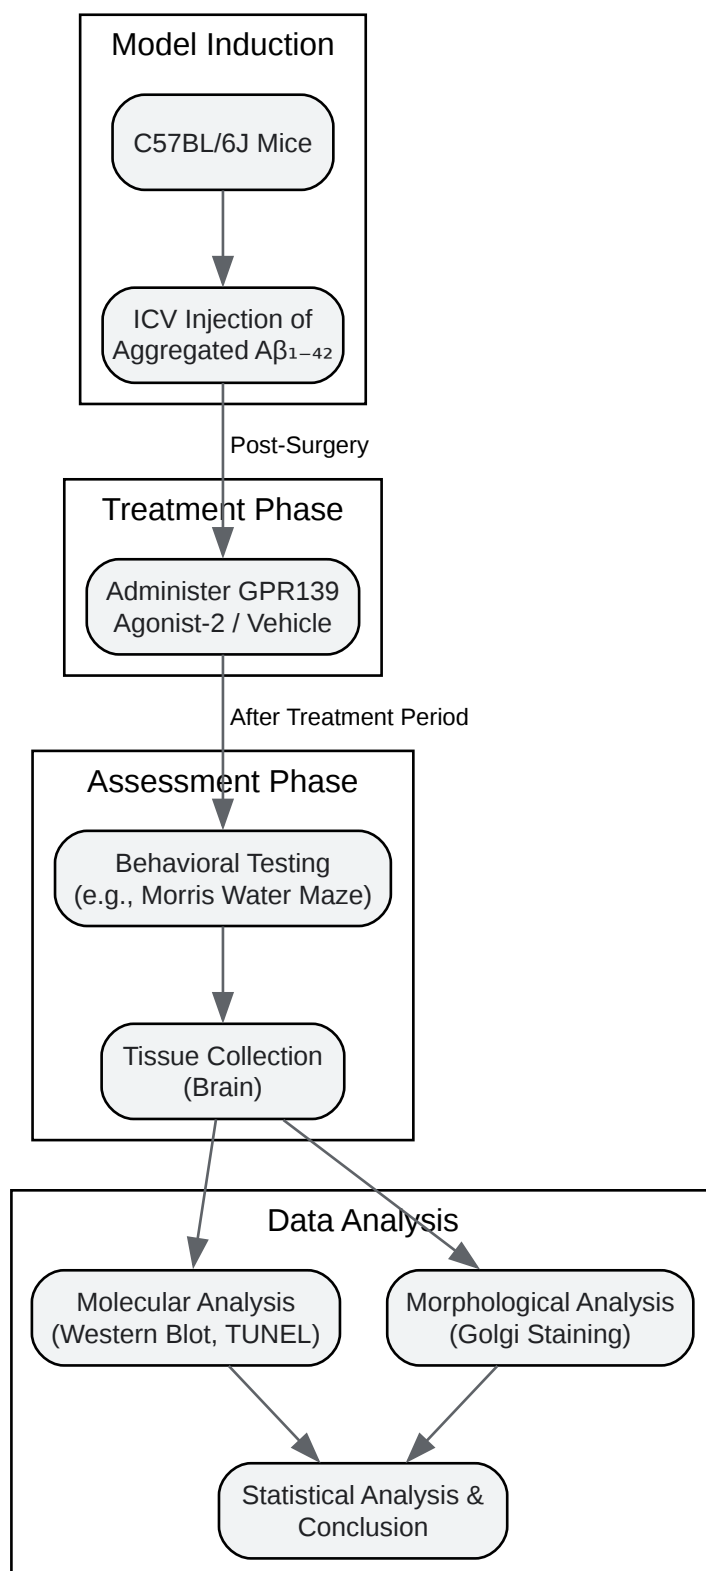 Model Induction
C57BL/6J Mice
ICV Injection of
Aggregated Aβ₁₋₄₂
Post-Surgery
Treatment Phase
Administer GPR139
Agonist-2 / Vehicle
After Treatment Period
Assessment Phase
Behavioral Testing
(e.g., Morris Water Maze)
Tissue Collection
(Brain)
Data Analysis
Molecular Analysis
(Western Blot, TUNEL)
Morphological Analysis
(Golgi Staining)
Statistical Analysis &
Conclusion